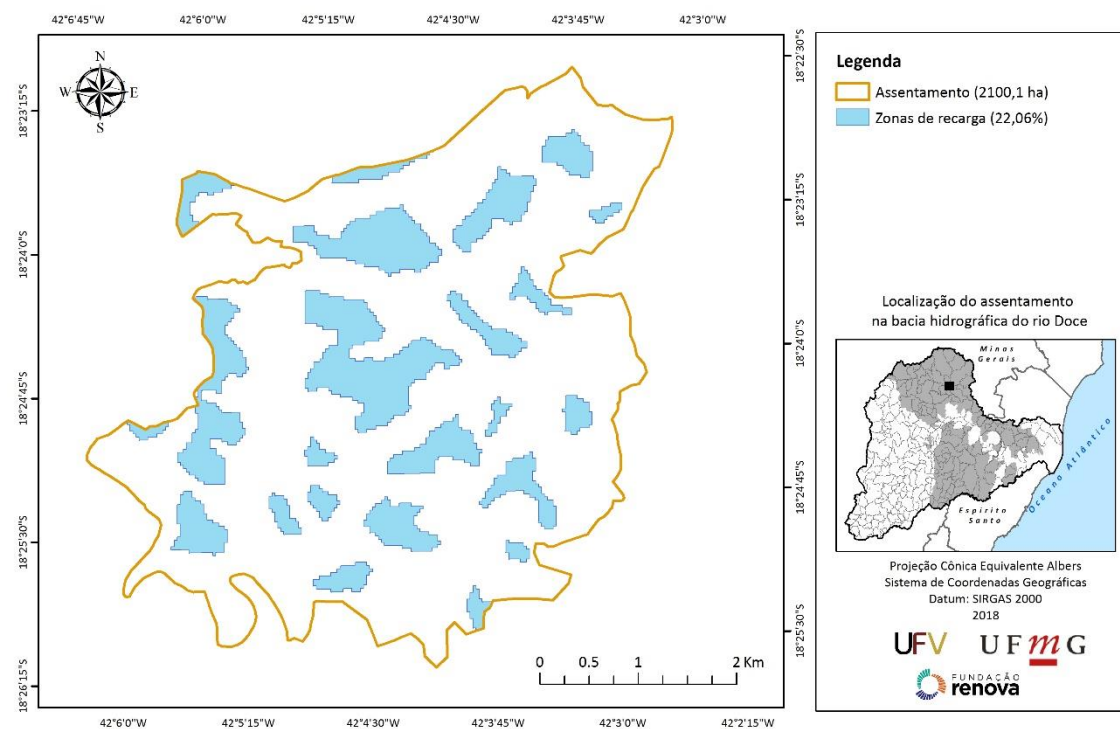 42°6'45"W 42°6'0"W 42°5'15"W 42°4'30"W 42°3'45"W 42°3'0"W
18°23'15"S
18°24'0"S
18°24'45"S
18°25'30"S
18°26'15"S
N
W E
S
18°22'30"S
18°23'15"S
18°24'0"S
18°24'45"S
18°25'30"S
0 0.5 1 2 Km
42°6'0"W 42°5'15"W 42°4'30"W 42°3'45"W 42°3'0"W 42°2'15"W
Legenda
Assentamento (2100,1 ha)
Zonas de recarga (22,06%)
Localização do assentamento
na bacia hidrográfica do rio Doce
Minas
Gerais
Oceano Atlântico
Espírito
Santo
Projeção Cônica Equivalente Albers
Sistema de Coordenadas Geográficas
Datum: SIRGAS 2000
2018
UFV UFmG
FUNDAÇÃO
renova